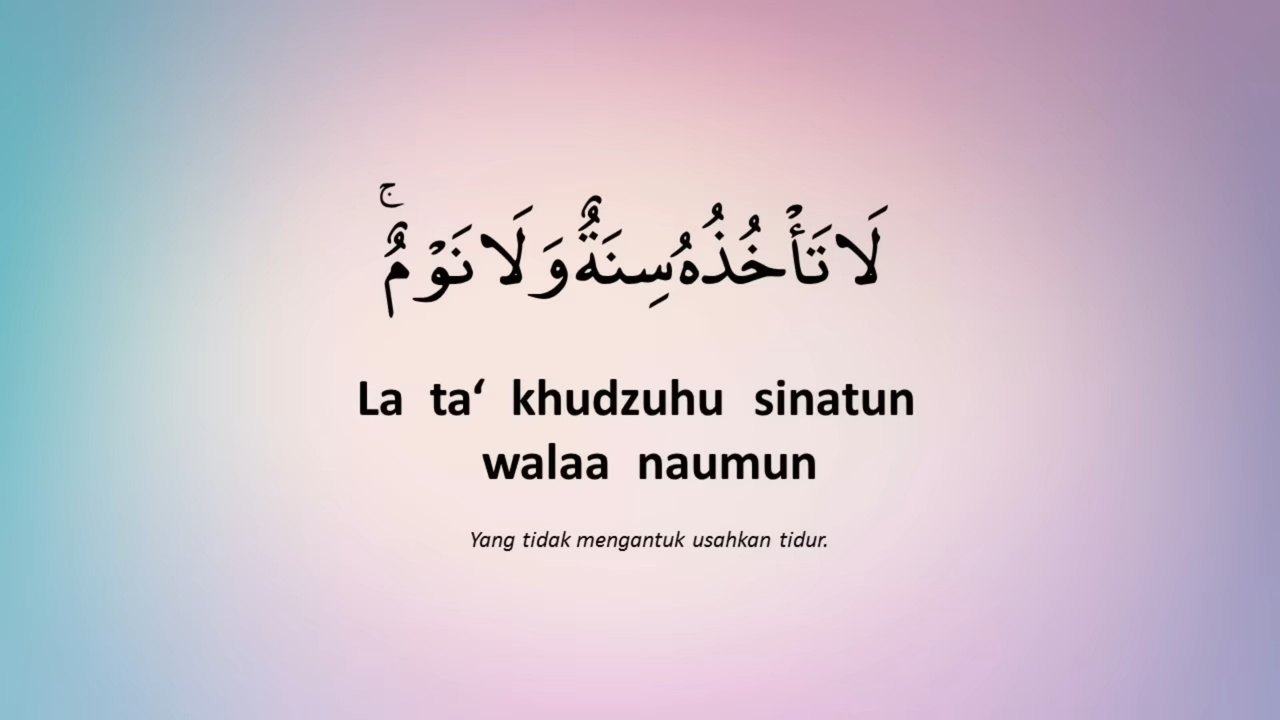 لَا تَأْخُذُهُ سِنَةٌ وَلَا نَوْمٌ ۚ
La ta‘ khudzuhu sinatun
walaa naumun
Yang tidak mengantuk usahkan tidur.